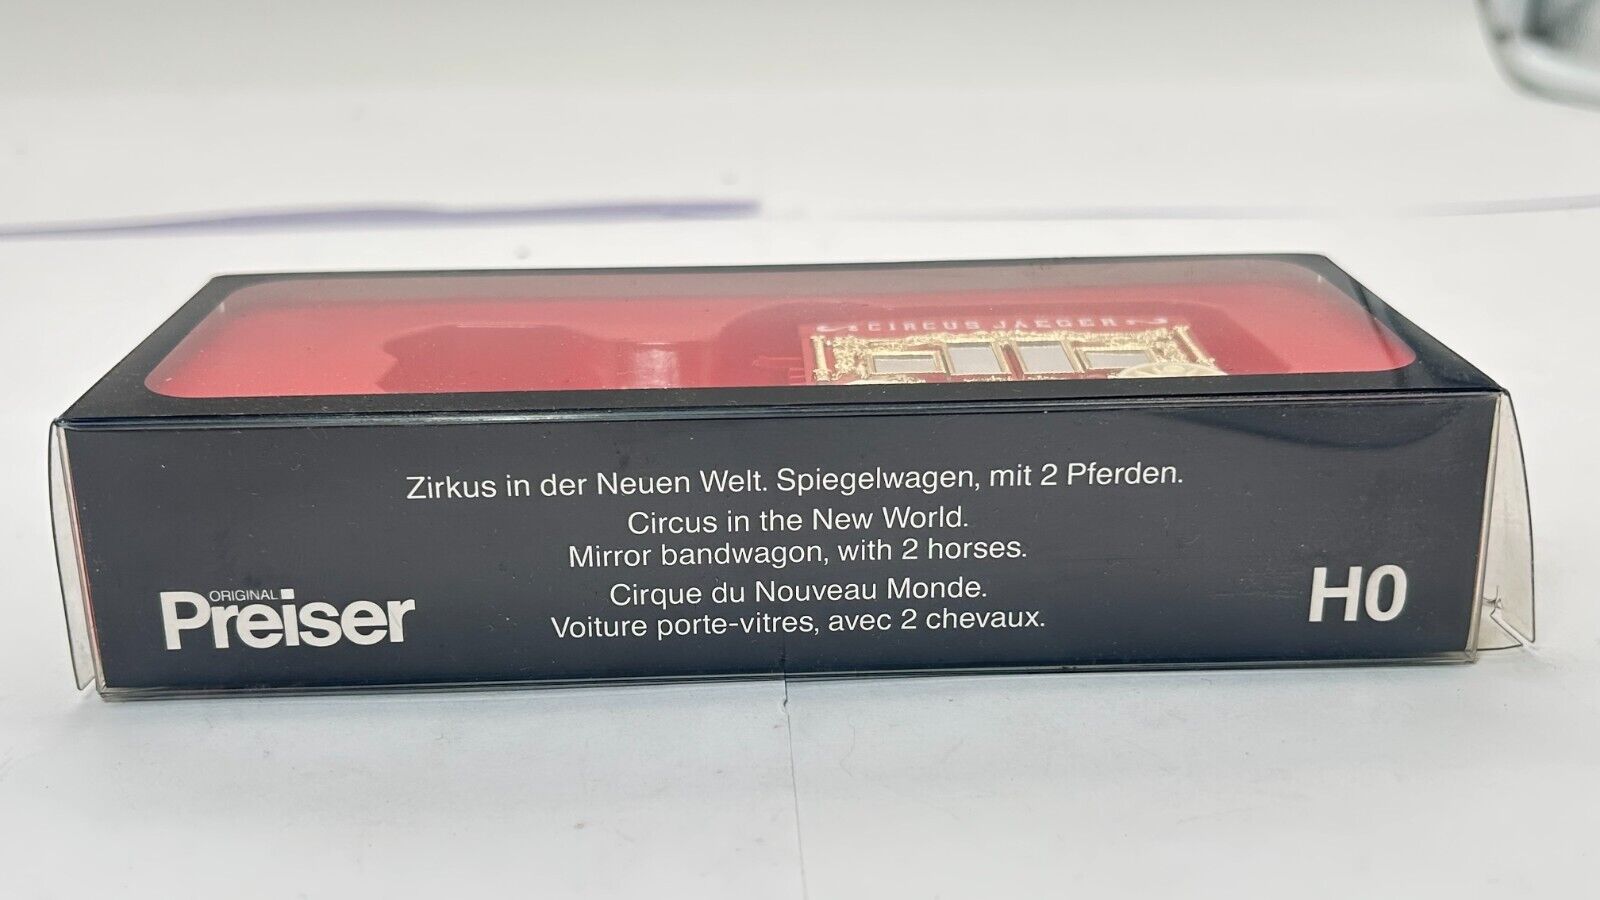 CIRCUS JAEGER
Zirkus in der Neuen Welt. Spiegelwagen, mit 2 Pferden.
Circus in the New World.
Mirror bandwagon, with 2 horses.
Cirque du Nouveau Monde.
Voiture porte-vitres, avec 2 chevaux.
ORIGINAL
Preiser
H0